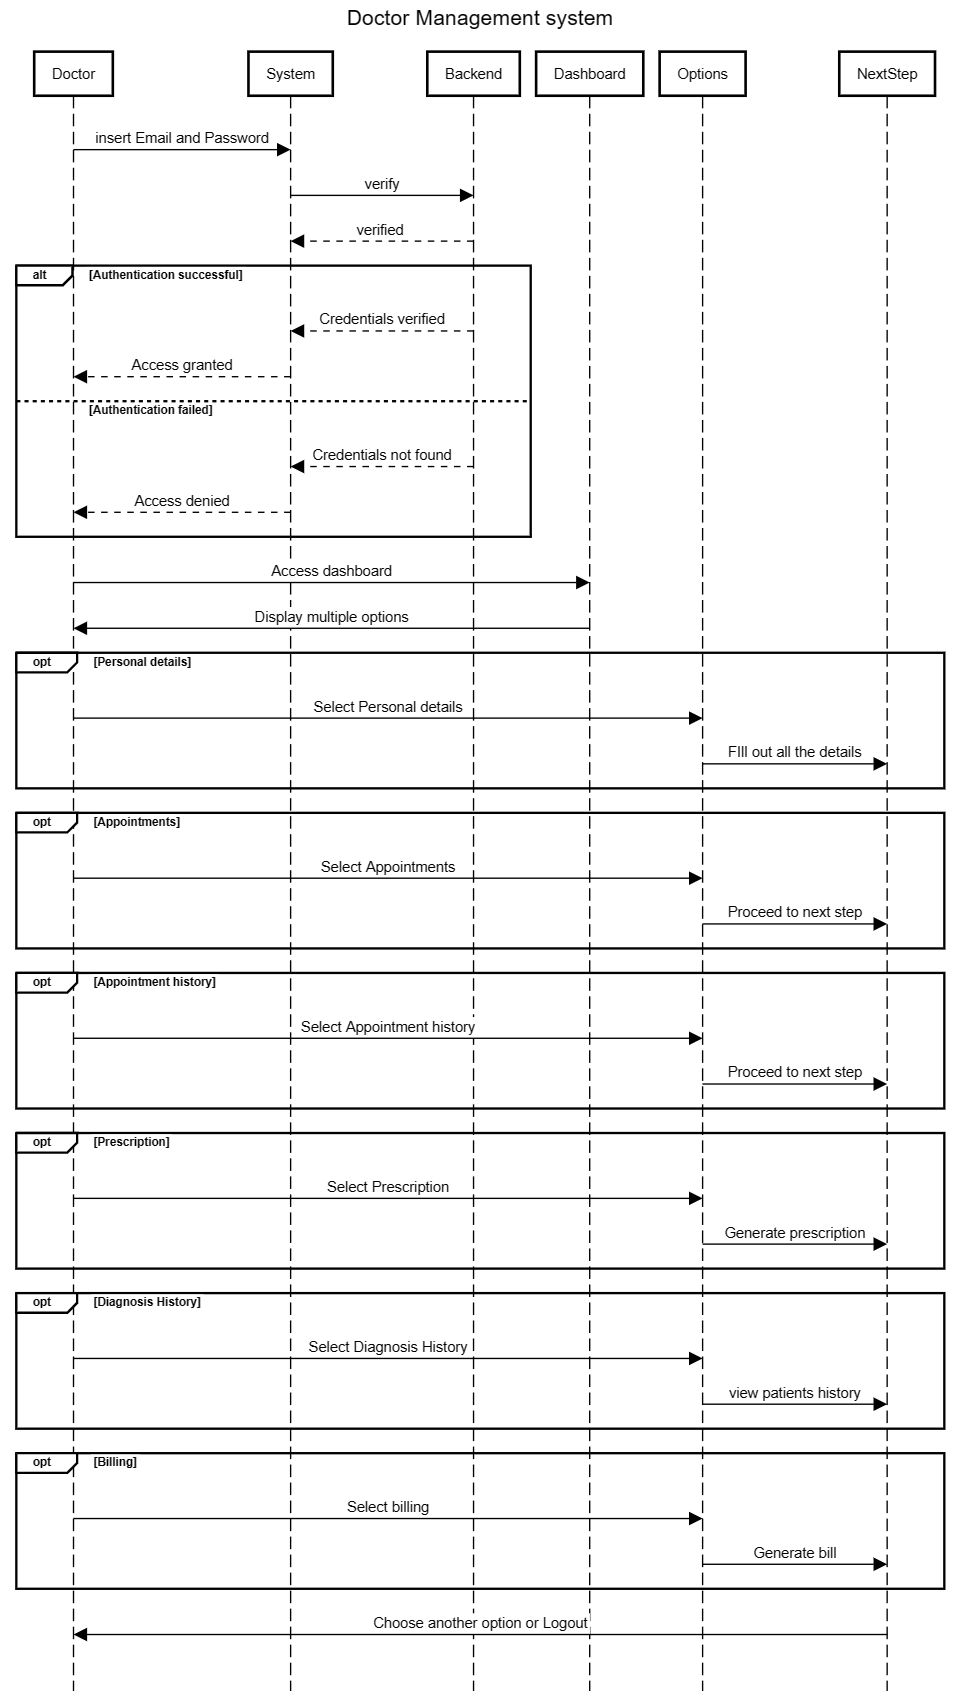 Doctor Management system
Doctor
System
Backend
Dashboard
Options
NextStep
insert Email and Password
verify
verified
alt
[Authentication successful]
Credentials verified
Access granted
[Authentication failed]
Credentials not found
Access denied
Access dashboard
Display multiple options
opt
[Personal details]
Select Personal details
FIll out all the details
opt
[Appointments]
Select Appointments
Proceed to next step
opt
[Appointment history]
Select Appointment history
Proceed to next step
opt
[Prescription]
Select Prescription
Generate prescription
opt
[Diagnosis History]
Select Diagnosis History
view patients history
opt
[Billing]
Select billing
Generate bill
Choose another option or Logout